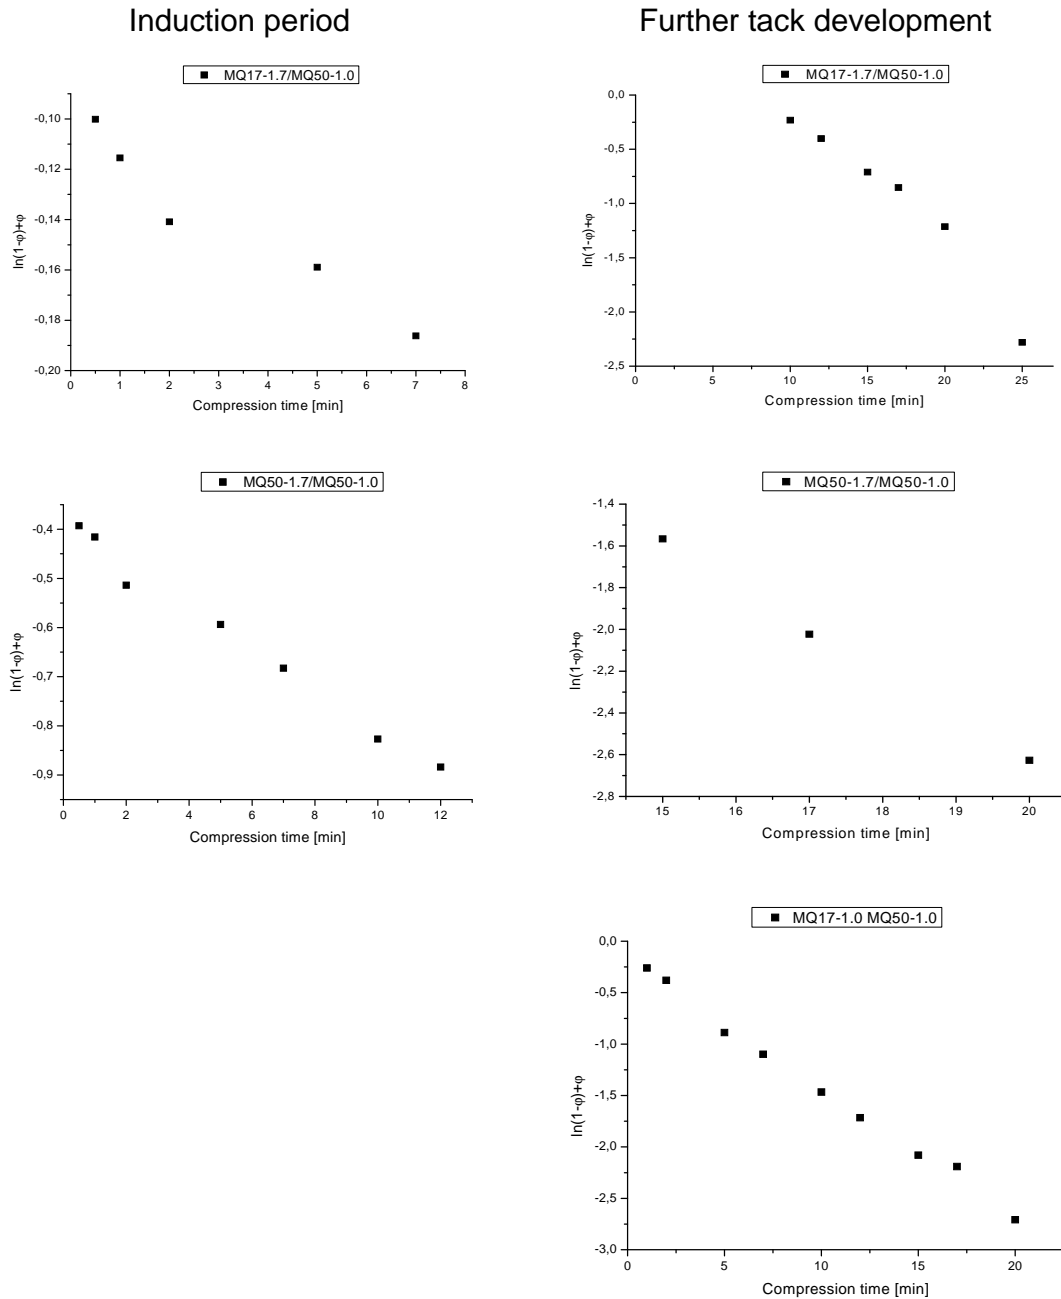 Induction period
Further tack development
MQ17-1.7/MQ50-1.0
-0,10
-0,12
-0,14
-0,16
-0,18
-0,20
ln(1-φ)+φ
0 1 2 3 4 5 6 7 8
Compression time [min]
MQ17-1.7/MQ50-1.0
0,0
-0,5
-1,0
-1,5
-2,0
-2,5
ln(1-φ)+φ
0 5 10 15 20 25
Compression time [min]
MQ50-1.7/MQ50-1.0
-0,4
-0,5
-0,6
-0,7
-0,8
-0,9
ln(1-φ)+φ
0 2 4 6 8 10 12
Compression time [min]
MQ50-1.7/MQ50-1.0
-1,4
-1,6
-1,8
-2,0
-2,2
-2,4
-2,6
-2,8
ln(1-φ)+φ
15 16 17 18 19 20
Compression time [min]
MQ17-1.0 MQ50-1.0
0,0
-0,5
-1,0
-1,5
-2,0
-2,5
-3,0
ln(1-φ)+φ
0 5 10 15 20
Compression time [min]